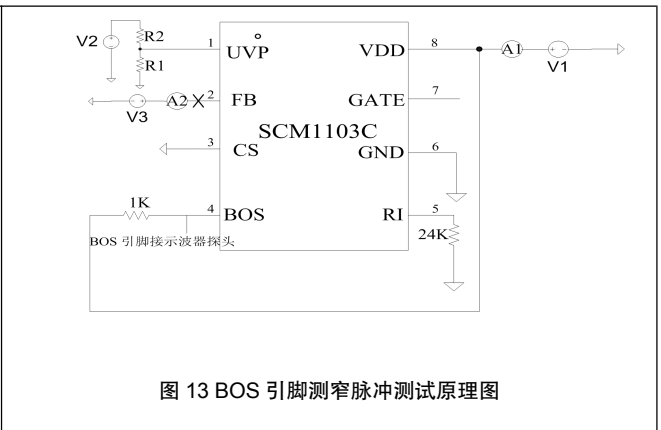 V2
R2
R1
1
UVP
VDD
8
A1
V1
V3
A2
2
FB
GATE
7
SCM1103C
3
CS
GND
6
1K
4
BOS
RI
5
BOS 引脚接示波器探头
24K
图 13 BOS 引脚测窄脉冲测试原理图